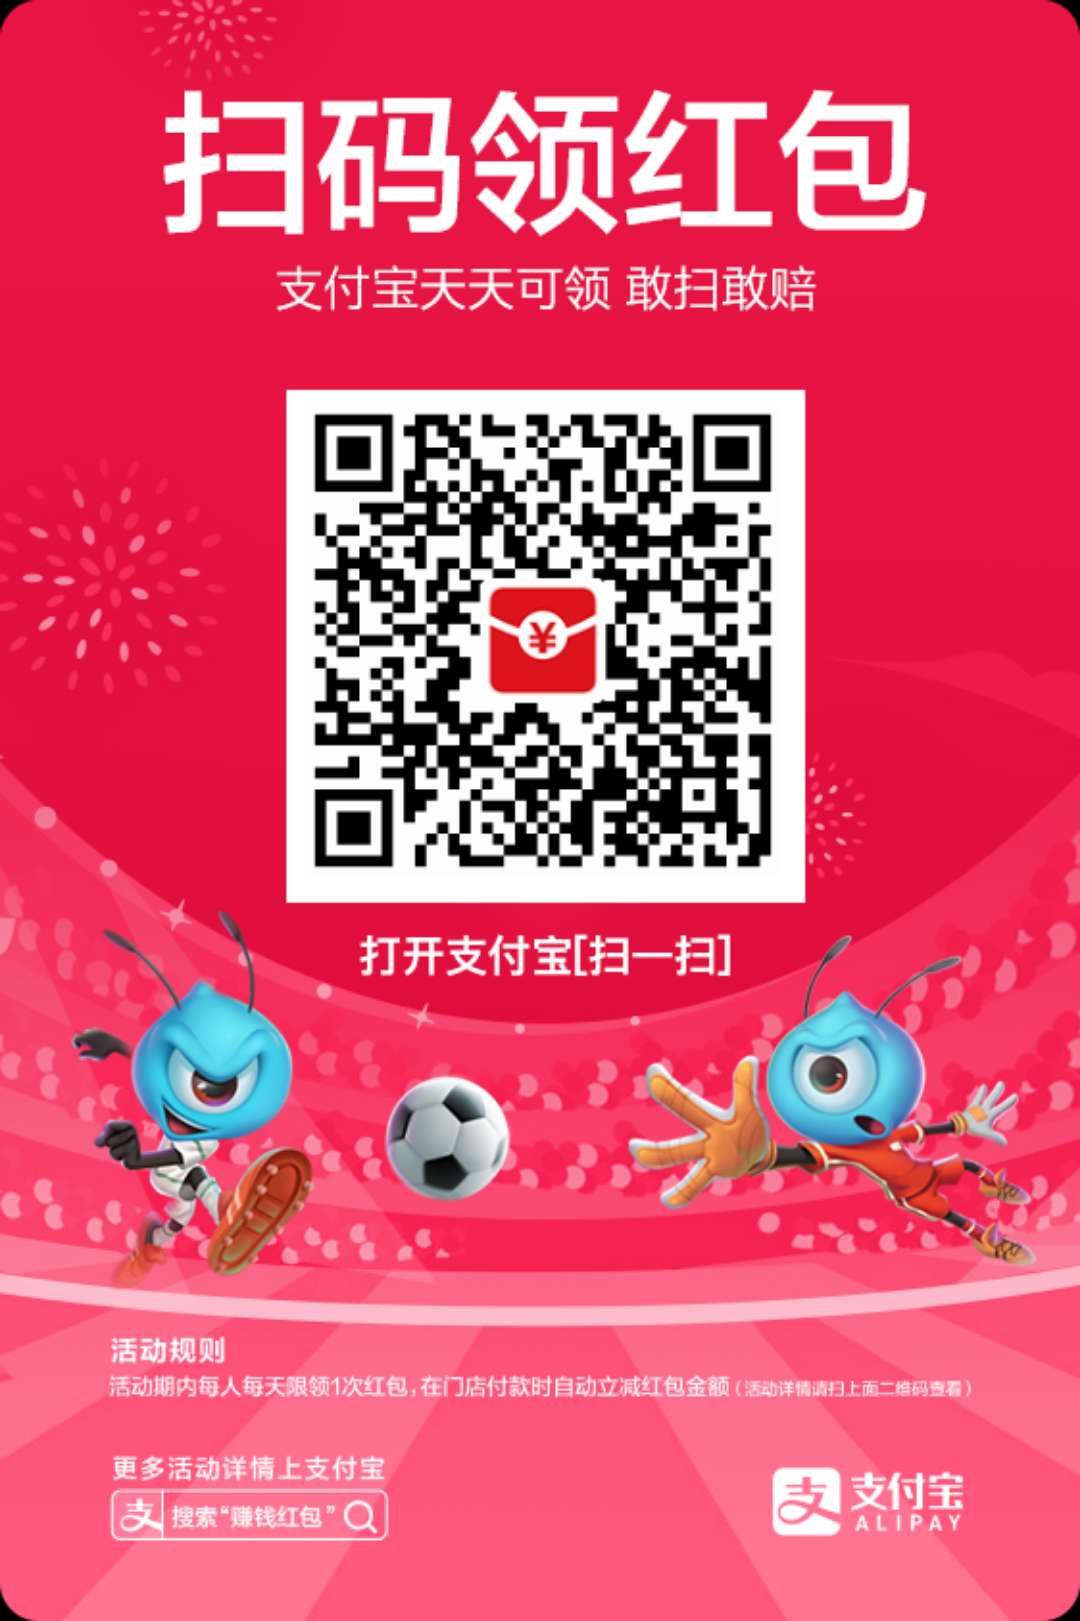 扫码领红包
支付宝天天可领 敢扫敢赔
¥
打开支付宝[扫一扫]
活动规则
活动期内每人每天限领1次红包，在门店付款时自动立减红包金额（活动详情请扫上面二维码查看）
更多活动详情上支付宝
支 搜索“赚钱红包”
支 支付宝
ALIPAY